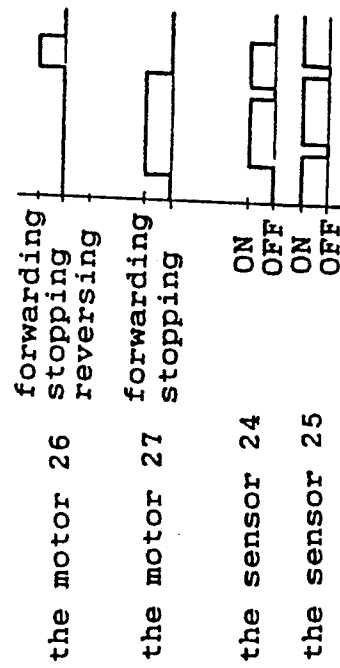 the motor 26 forwarding
stopping
reversing
the motor 27 forwarding
stopping
the sensor 24 ON
OFF
the sensor 25 ON
OFF